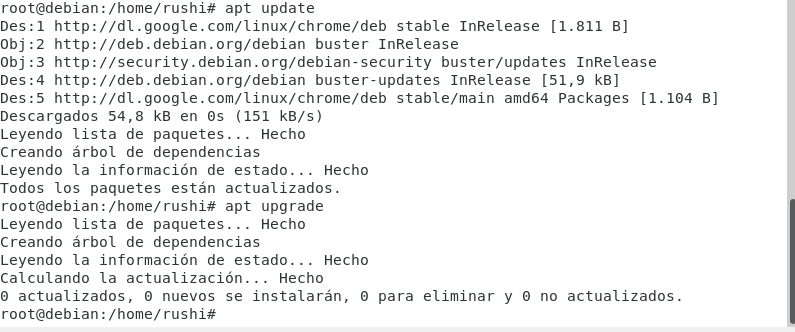 root@debian:/home/rushi# apt update
Des:1 http://dl.google.com/linux/chrome/deb stable InRelease [1.811 B]
Obj:2 http://deb.debian.org/debian buster InRelease
Obj:3 http://security.debian.org/debian-security buster/updates InRelease
Des:4 http://deb.debian.org/debian buster-updates InRelease [51,9 kB]
Des:5 http://dl.google.com/linux/chrome/deb stable/main amd64 Packages [1.104 B]
Descargados 54,8 kB en 0s (151 kB/s)
Leyendo lista de paquetes... Hecho
Creando árbol de dependencias
Leyendo la información de estado... Hecho
Todos los paquetes están actualizados.
root@debian:/home/rushi# apt upgrade
Leyendo lista de paquetes... Hecho
Creando árbol de dependencias
Leyendo la información de estado... Hecho
Calculando la actualización... Hecho
0 actualizados, 0 nuevos se instalarán, 0 para eliminar y 0 no actualizados.
root@debian:/home/rushi#